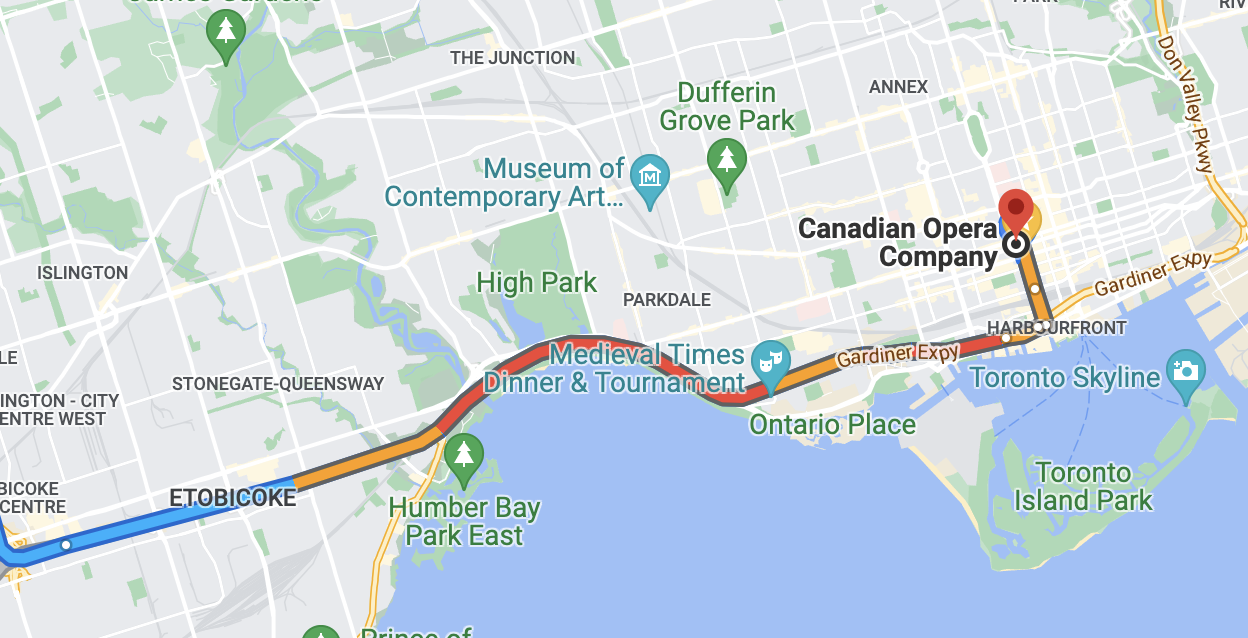 THE JUNCTION
PARK
RIV
Don Valley Pkwy
ANNEX
Dufferin
Grove Park
Museum of
Contemporary Art...
M
Canadian Opera
Company
ISLINGTON
High Park
PARKDALE
Gardiner Expy
HARBOURFRONT
LE
Medieval Times
Dinner & Tournament
Gardiner Expy
STONEGATE-QUEENSWAY
Toronto Skyline
INGTON - CITY
ENTRE WEST
Ontario Place
BICOKE
CENTRE
ETOBICOKE
Humber Bay
Park East
Toronto
Island Park
Prince of